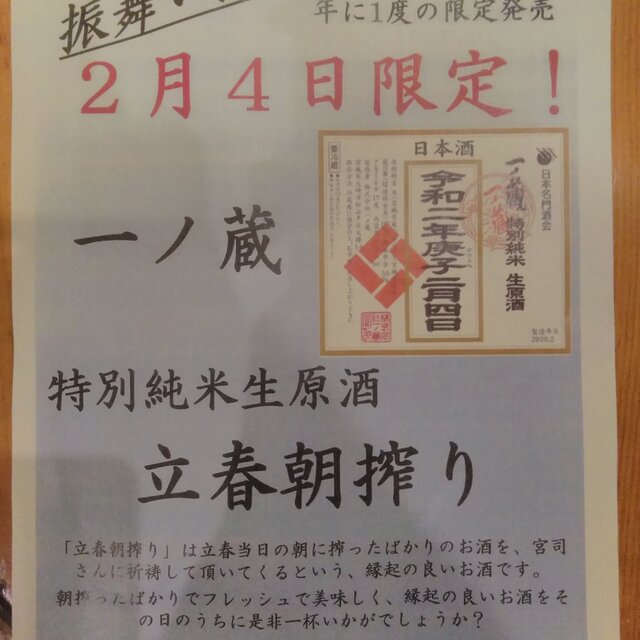 振舞い
年に1度の限定発売
2月4日限定！
日本酒
日本名門酒会
一ノ蔵 特別純米 生原酒
令和二年庚子二月四日
要冷蔵
製造年月
2020.2
一ノ蔵
特別純米生原酒
立春朝搾り
「立春朝搾り」は立春当日の朝に搾ったばかりのお酒を、宮司
さんに祈祷して頂いてくるという、縁起の良いお酒です。
朝搾ったばかりでフレッシュで美味しく、縁起の良いお酒をそ
の日のうちに是非一杯いかがでしょうか？